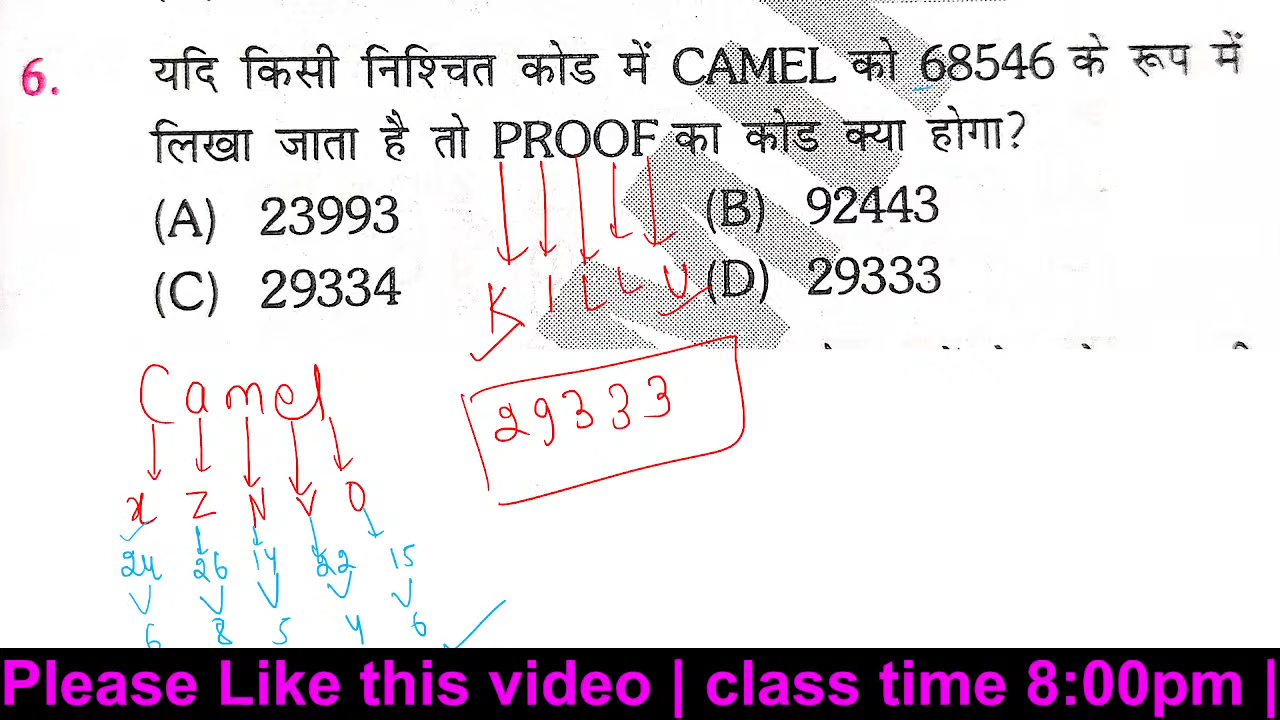 6. यदि किसी निश्चित कोड में CAMEL को 68546 के रूप में
लिखा जाता है तो PROOF का कोड क्या होगा?
(A) 23993 (B) 92443
(C) 29334 (D) 29333
K I L L U
29333
Camel
x Z N V O
24 26 14 22 15
6 8 5 4 6
Please Like this video | class time 8:00pm |